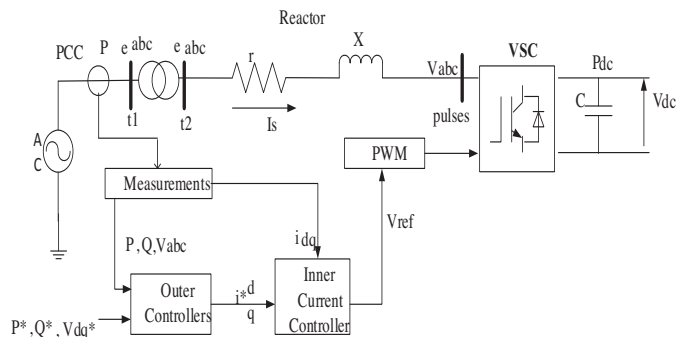 Reactor
PCC P e abc e abc r X VSC
Vabc Pdc
t1 t2 Is pulses C Vdc
A
C
PWM
Measurements
Vref
P ,Q,Vabc i dq
Outer
Controllers
i* d
q
Inner
Current
Controller
P* ,Q* , Vdq*